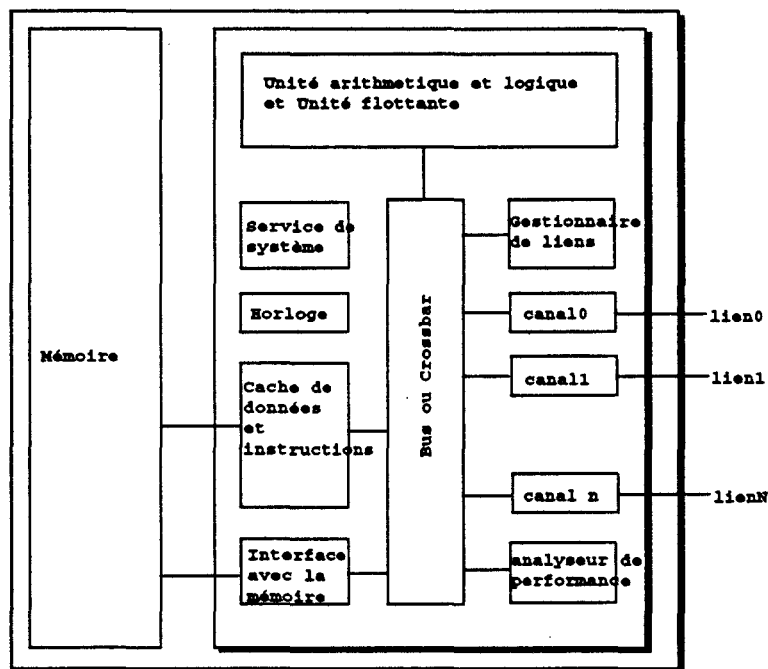 Unité arithmetique et logique
et Unité flottante
Service de
système
Gestionnaire
de liens
Horloge
canal0
lien0
Mémoire
Bus ou Crossbar
Cache de
données
et
instructions
canal1
lien1
canal n
lienN
Interface
avec la
mémoire
analyseur de
performance